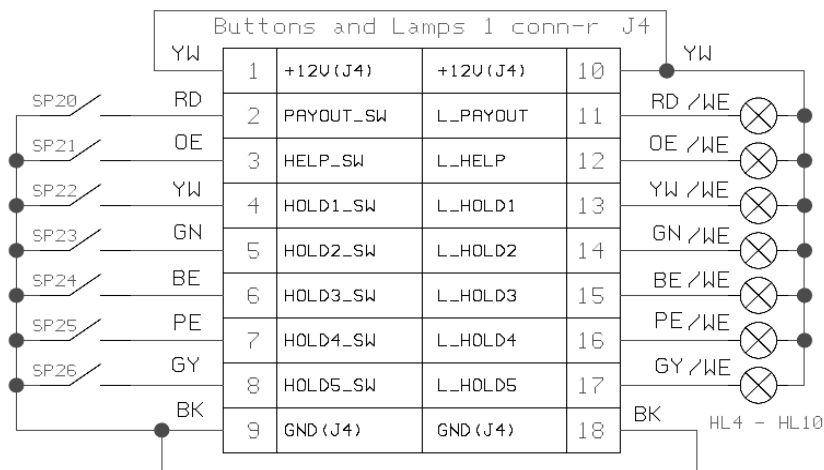 Buttons and Lamps 1 conn-r J4
YW 1 +12V(J4) +12V(J4) 10 YW
SP20 RD 2 PAYOUT_SW L_PAYOUT 11 RD/WE
SP21 OE 3 HELP_SW L_HELP 12 OE/WE
SP22 YW 4 HOLD1_SW L_HOLD1 13 YW/WE
SP23 GN 5 HOLD2_SW L_HOLD2 14 GN/WE
SP24 BE 6 HOLD3_SW L_HOLD3 15 BE/WE
SP25 PE 7 HOLD4_SW L_HOLD4 16 PE/WE
SP26 GY 8 HOLD5_SW L_HOLD5 17 GY/WE
BK 9 GND(J4) GND(J4) 18 BK
HL4 - HL10